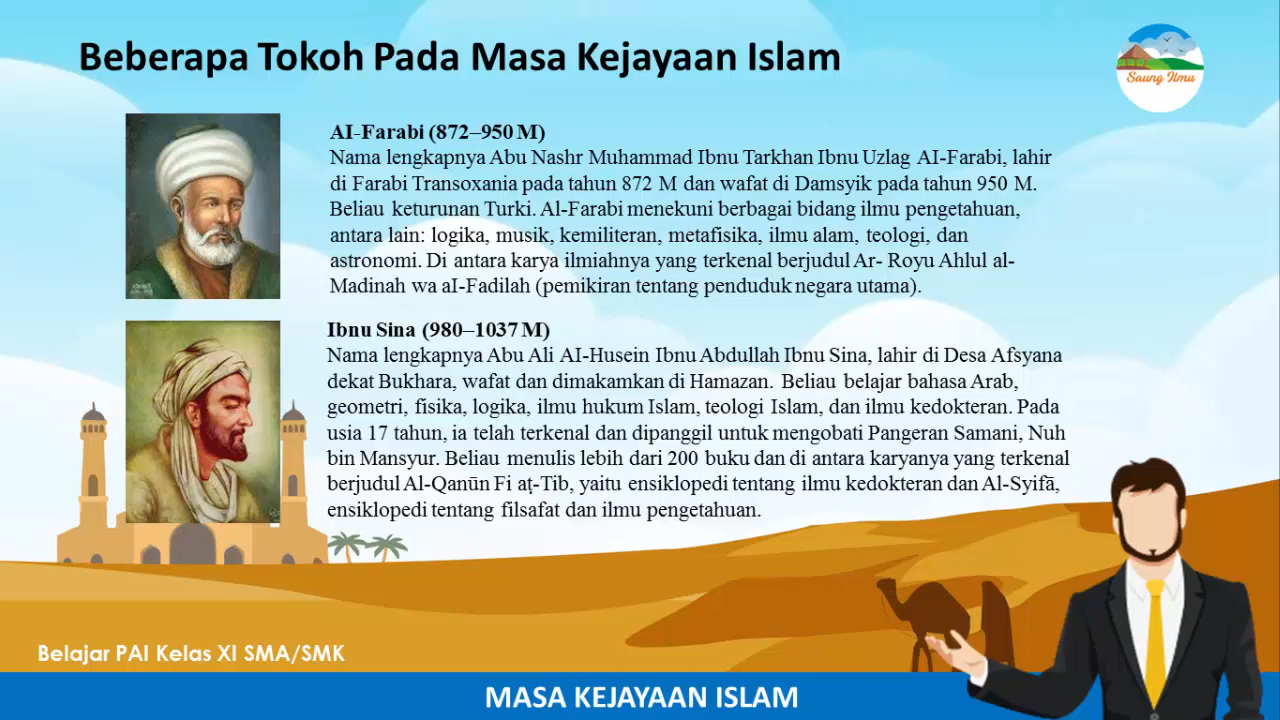 Beberapa Tokoh Pada Masa Kejayaan Islam
Saung Ilmu
AI-Farabi (872–950 M)
Nama lengkapnya Abu Nashr Muhammad Ibnu Tarkhan Ibnu Uzlag AI-Farabi, lahir
di Farabi Transoxania pada tahun 872 M dan wafat di Damsyik pada tahun 950 M.
Beliau keturunan Turki. Al-Farabi menekuni berbagai bidang ilmu pengetahuan,
antara lain: logika, musik, kemiliteran, metafisika, ilmu alam, teologi, dan
astronomi. Di antara karya ilmiahnya yang terkenal berjudul Ar- Royu Ahlul al-
Madinah wa aI-Fadilah (pemikiran tentang penduduk negara utama).
Ibnu Sina (980–1037 M)
Nama lengkapnya Abu Ali AI-Husein Ibnu Abdullah Ibnu Sina, lahir di Desa Afsyana
dekat Bukhara, wafat dan dimakamkan di Hamazan. Beliau belajar bahasa Arab,
geometri, fisika, logika, ilmu hukum Islam, teologi Islam, dan ilmu kedokteran. Pada
usia 17 tahun, ia telah terkenal dan dipanggil untuk mengobati Pangeran Samani, Nuh
bin Mansyur. Beliau menulis lebih dari 200 buku dan di antara karyanya yang terkenal
berjudul Al-Qanūn Fi aṭ-Tib, yaitu ensiklopedi tentang ilmu kedokteran dan Al-Syifā,
ensiklopedi tentang filsafat dan ilmu pengetahuan.
Belajar PAI Kelas XI SMA/SMK
MASA KEJAYAAN ISLAM